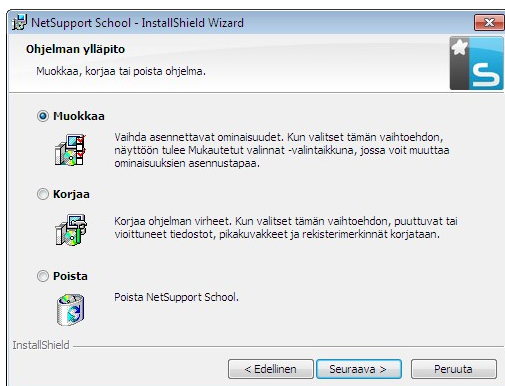 NetSupport School - InstallShield Wizard
Ohjelman ylläpito
Muokkaa, korjaa tai poista ohjelma.
S
Muokkaa
Vaihda asennettavat ominaisuudet. Kun valitset tämän vaihtoehdon,
näyttöön tulee Mukautetut valinnat -valintaikkuna, jossa voit muuttaa
ominaisuuksien asennustapaa.
Korjaa
Korjaa ohjelman virheet. Kun valitset tämän vaihtoehdon, puuttuvat tai
vioittuneet tiedostot, pikakuvakkeet ja rekisterimerkinnät korjataan.
Poista
Poista NetSupport School.
InstallShield
< Edellinen
Seuraava >
Peruuta